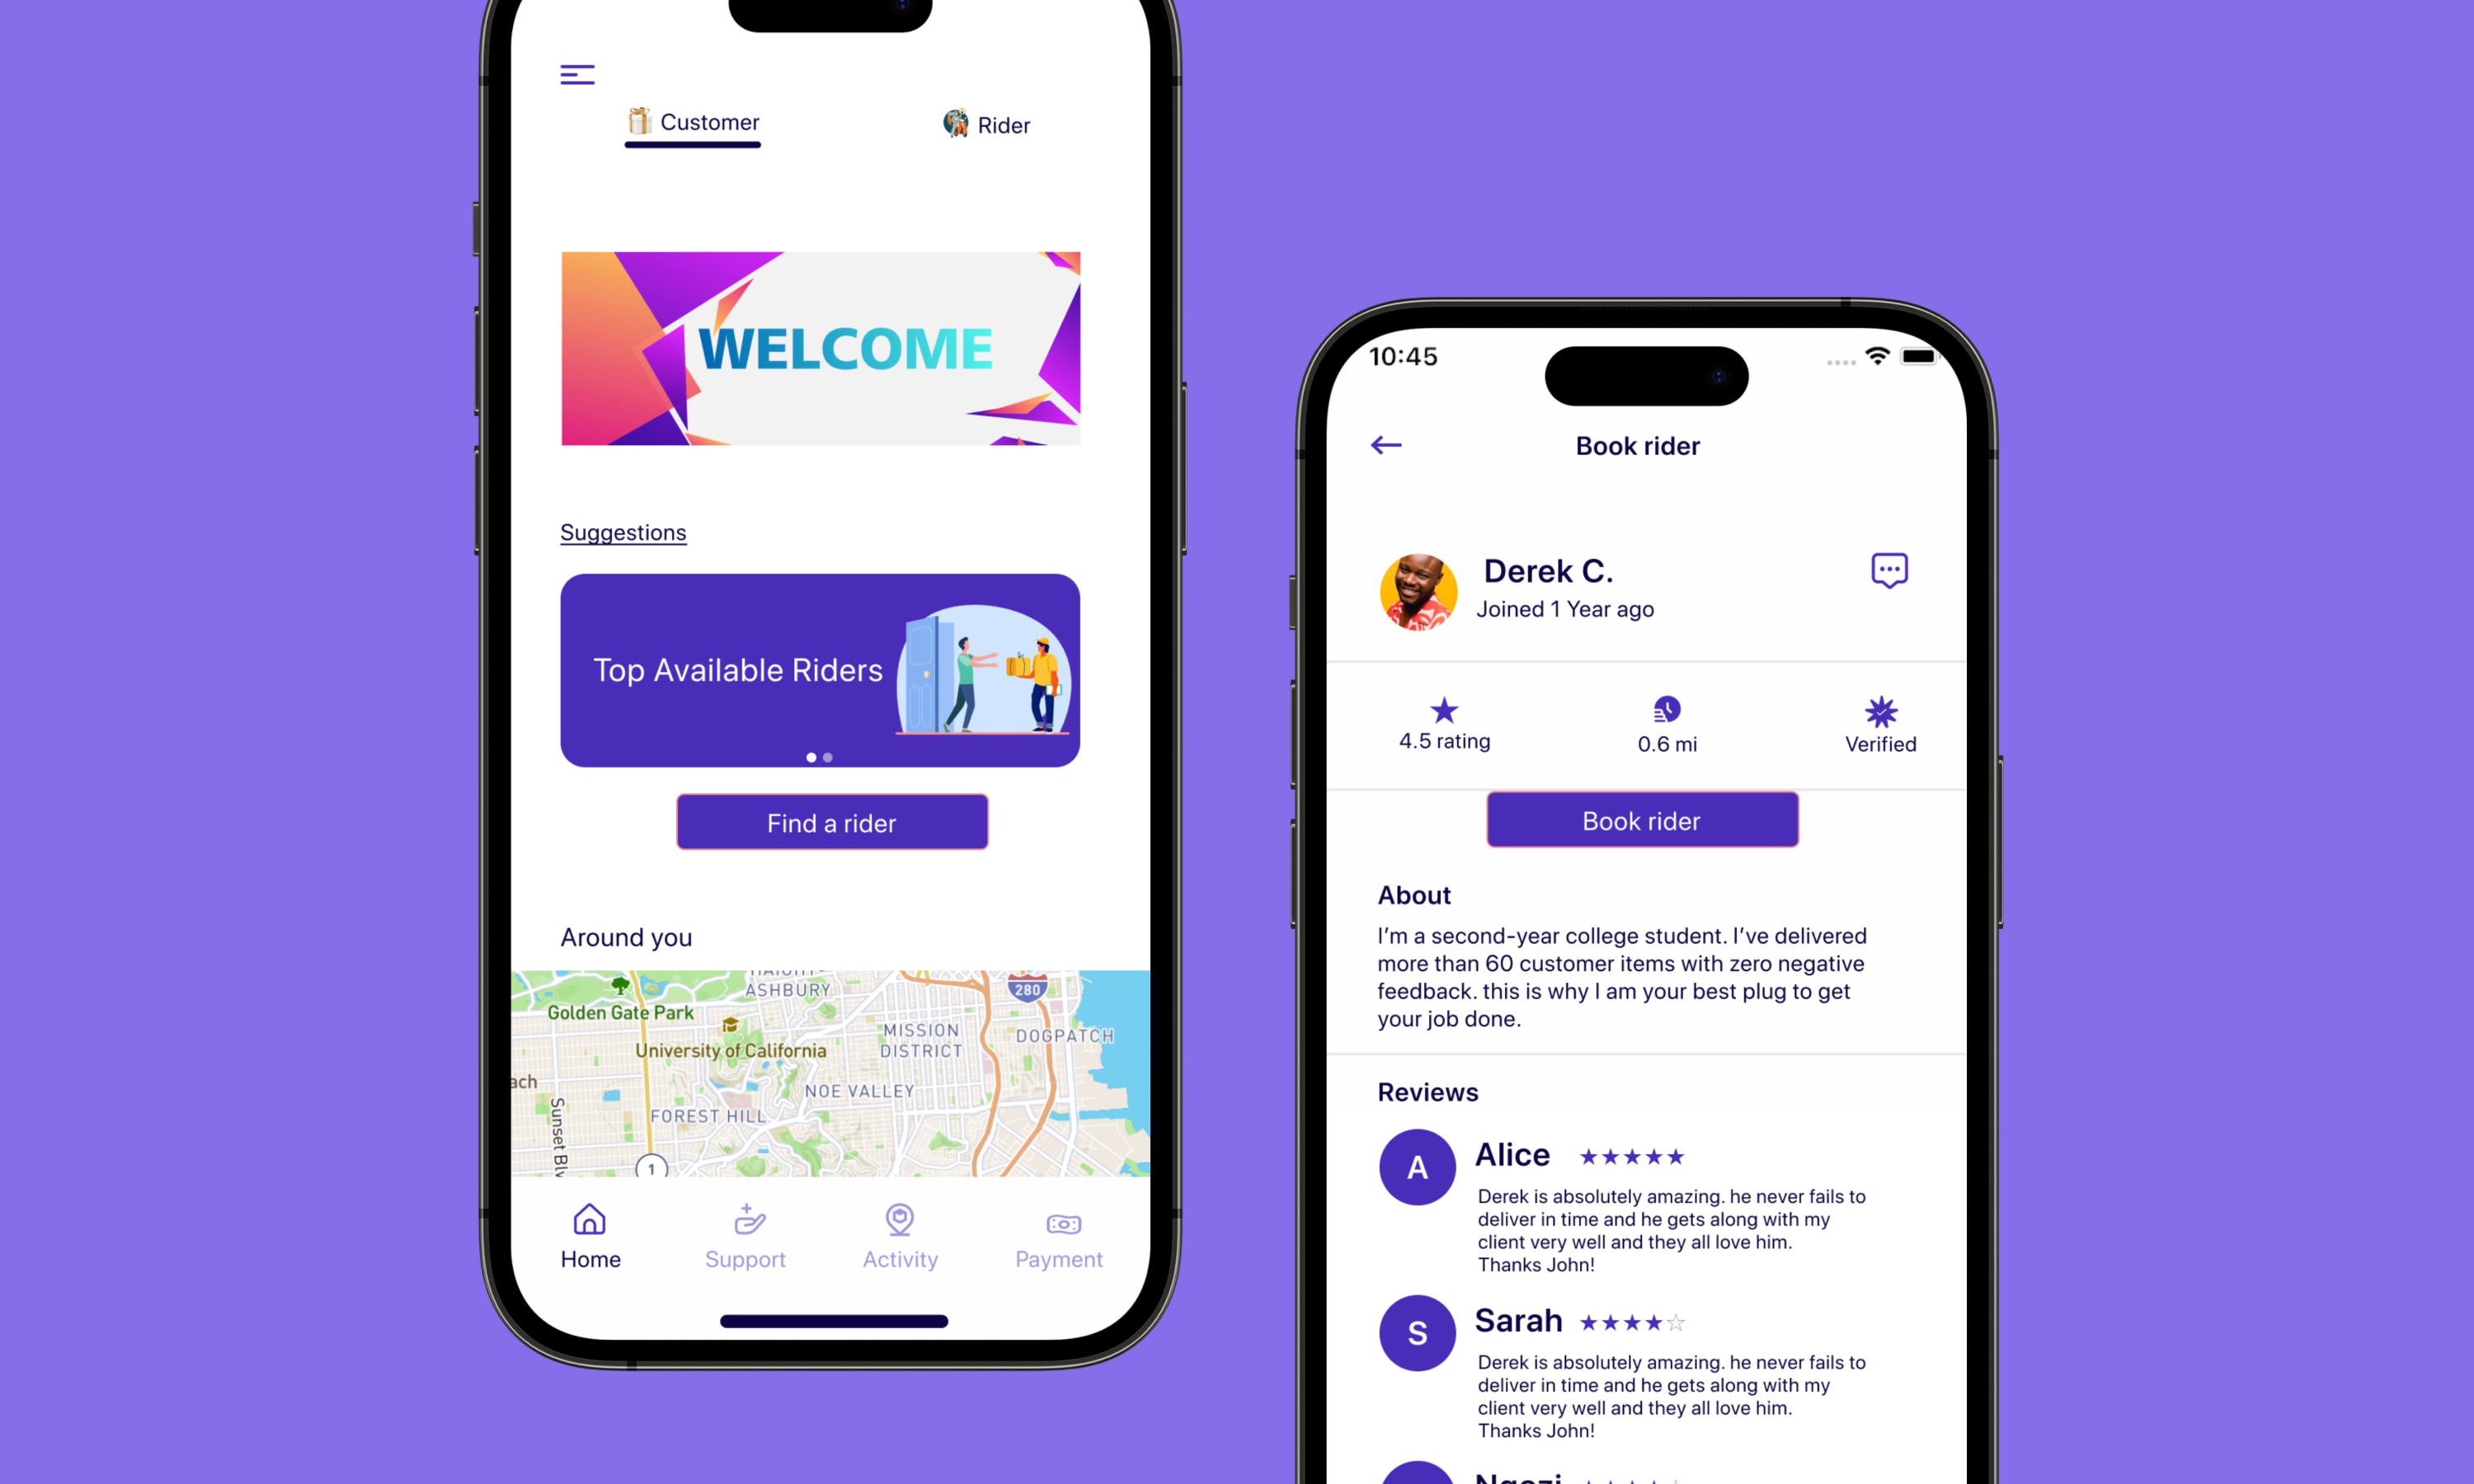 Customer
Rider
WELCOME
Suggestions
Top Available Riders
Find a rider
Around you
ASHBURY
280
Golden Gate Park
MISSION
DISTRICT
DOGPATCH
University of California
ach
NOE VALLEY
FOREST HILL
Sunset Blv
1
Home
Support
Activity
Payment
10:45
Book rider
Derek C.
Joined 1 Year ago
4.5 rating
0.6 mi
Verified
Book rider
About
I’m a second-year college student. I’ve delivered
more than 60 customer items with zero negative
feedback. this is why I am your best plug to get
your job done.
Reviews
A
Alice
Derek is absolutely amazing. he never fails to
deliver in time and he gets along with my
client very well and they all love him.
Thanks John!
S
Sarah
Derek is absolutely amazing. he never fails to
deliver in time and he gets along with my
client very well and they all love him.
Thanks John!